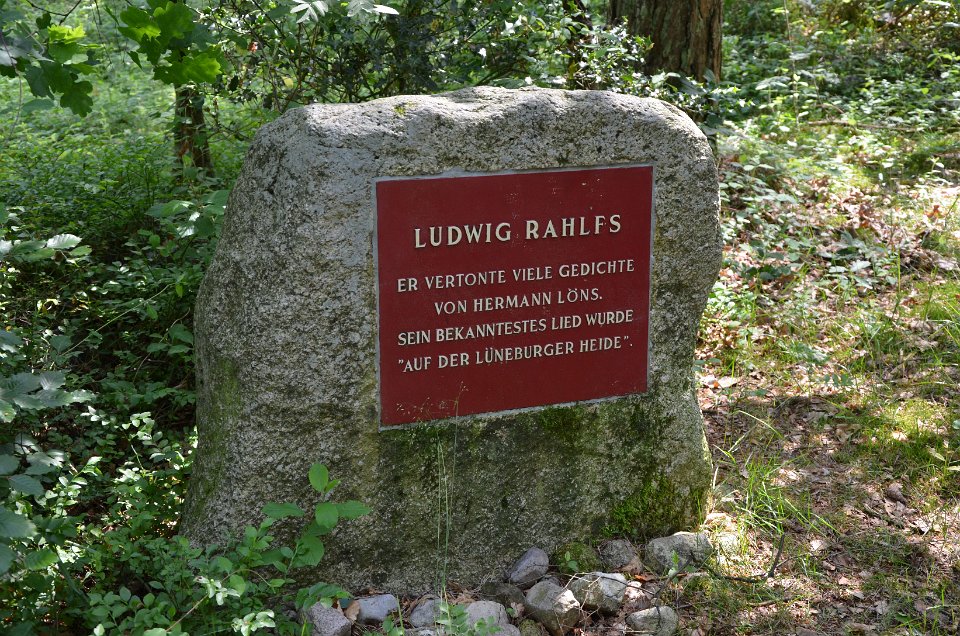 LUDWIG RAHLFS
ER VERTONTE VIELE GEDICHTE
VON HERMANN LÖNS.
SEIN BEKANNTESTES LIED WURDE
"AUF DER LÜNEBURGER HEIDE".